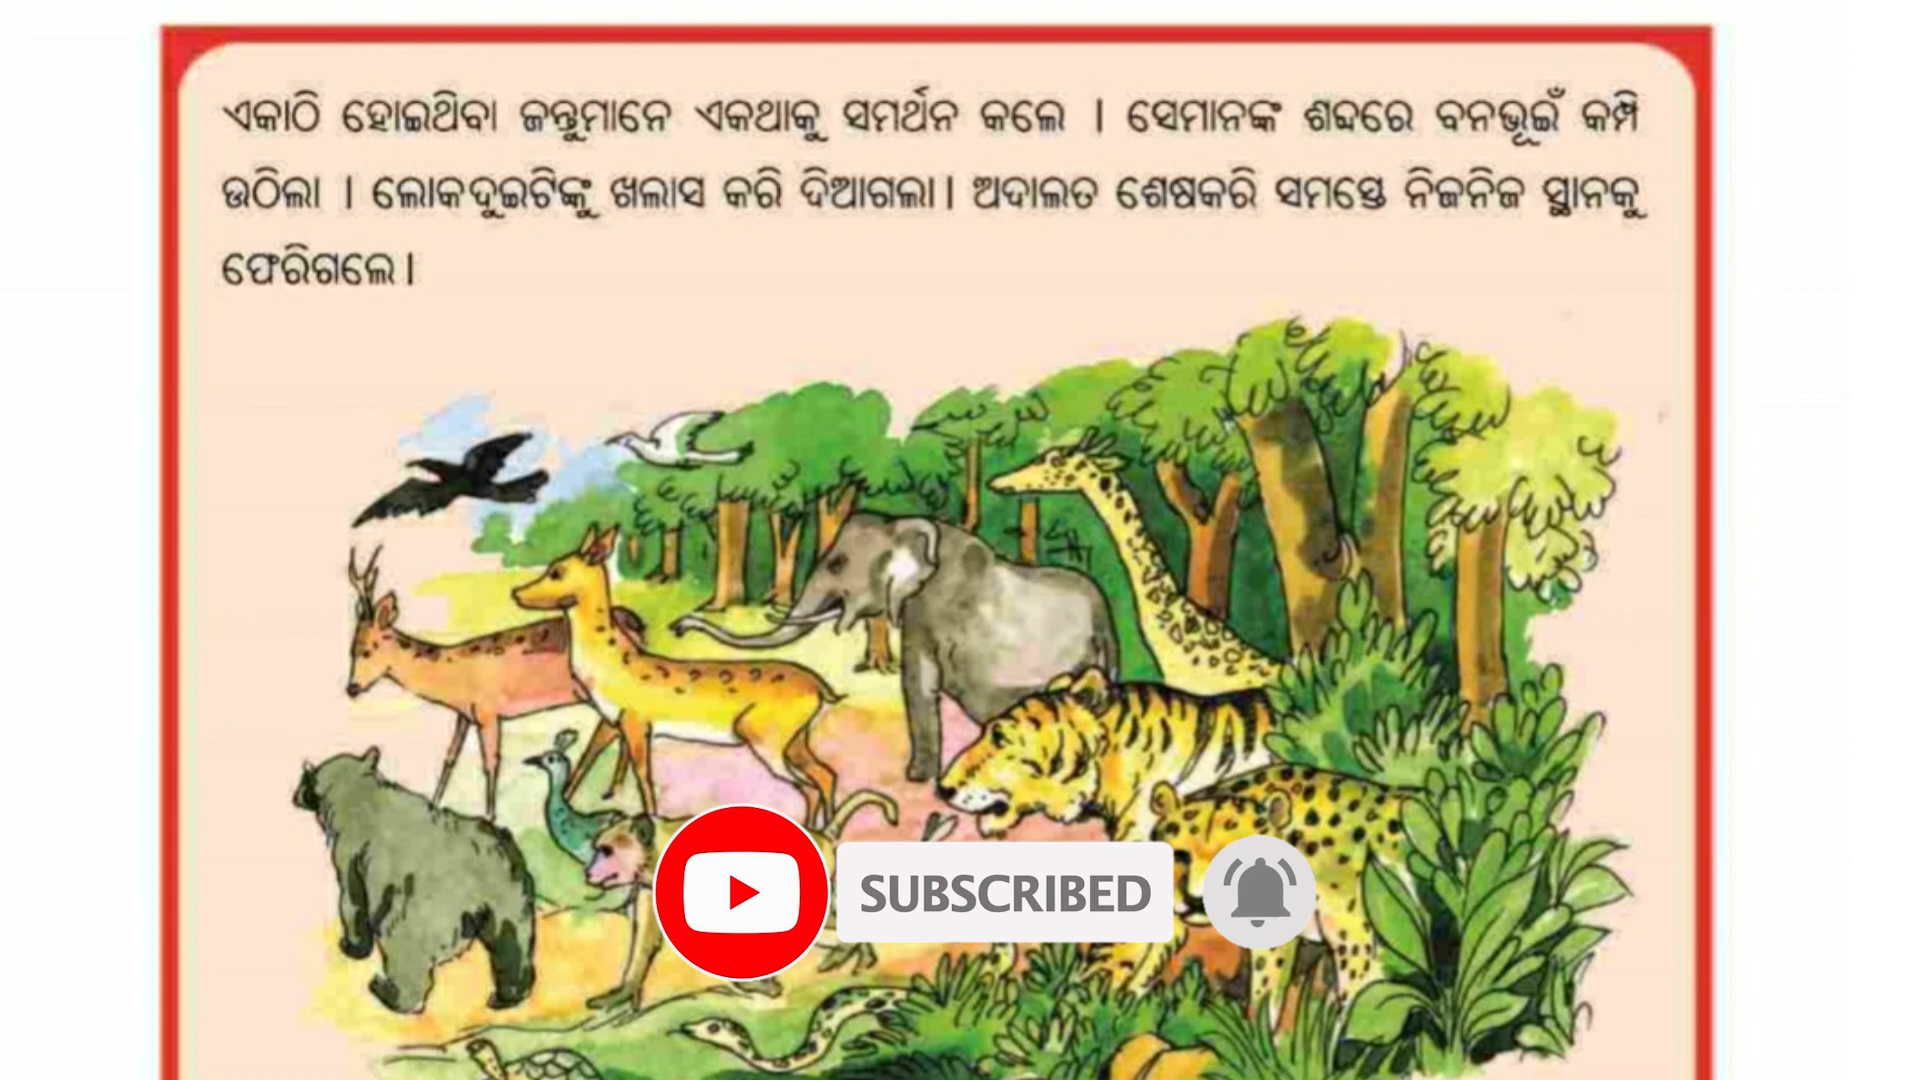 ଏକାଠି ହୋଇଥିବା ଜନ୍ତୁମାନେ ଏକଥାକୁ ସମର୍ଥନ କଲେ । ସେମାନଙ୍କ ଶବ୍ଦରେ ବନଭୂଇଁ କମ୍ପି
ଉଠିଲା । ଲୋକଦୁଇଟିଙ୍କୁ ଖଲାସ କରି ଦିଆଗଲା । ଅଦାଲତ ଶେଷକରି ସମସ୍ତେ ନିଜନିଜ ସ୍ଥାନକୁ
ଫେରିଗଲେ ।
SUBSCRIBED